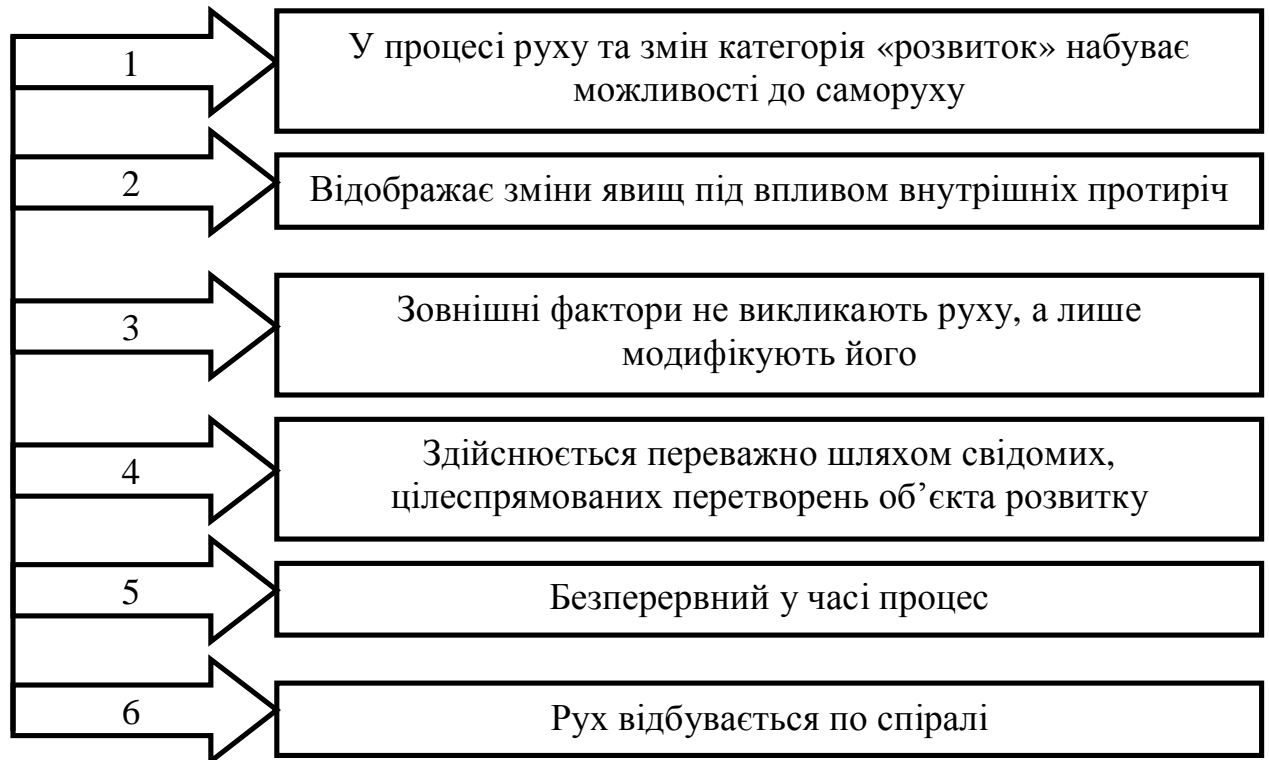 1
У процесі руху та змін категорія «розвиток» набуває
можливості до саморуху
2
Відображає зміни явищ під впливом внутрішніх протиріч
3
Зовнішні фактори не викликають руху, а лише
модифікують його
4
Здійснюється переважно шляхом свідомих,
цілеспрямованих перетворень об’єкта розвитку
5
Безперервний у часі процес
6
Рух відбувається по спіралі